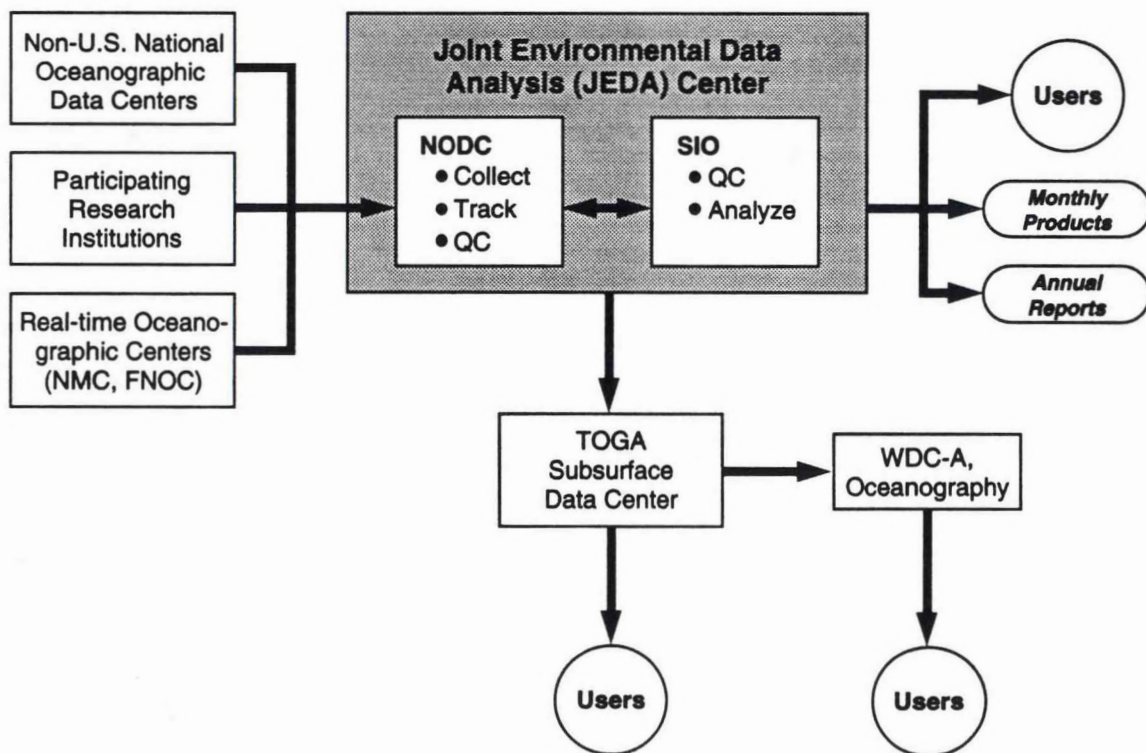 Non-U.S. National
Oceanographic
Data Centers
Participating
Research
Institutions
Real-time Oceano-
graphic Centers
(NMC, FNOC)
Joint Environmental Data
Analysis (JEDA) Center
NODC
● Collect
● Track
● QC
SIO
● QC
● Analyze
Users
Monthly
Products
Annual
Reports
TOGA
Subsurface
Data Center
WDC-A,
Oceanography
Users
Users